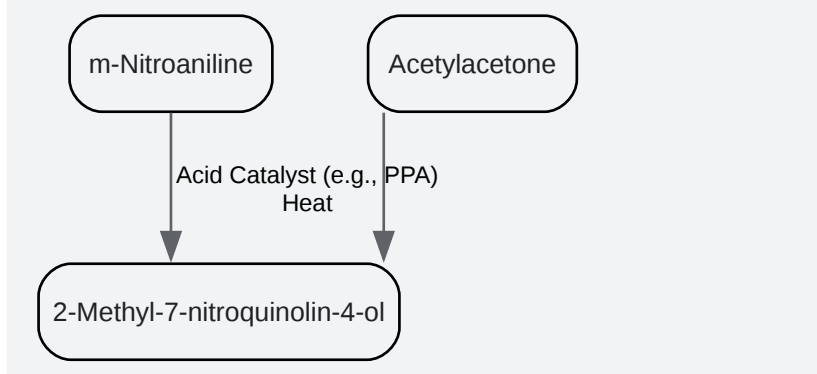 m-Nitroaniline
Acetylacetone
Acid Catalyst (e.g., PPA)
Heat
2-Methyl-7-nitroquinolin-4-ol